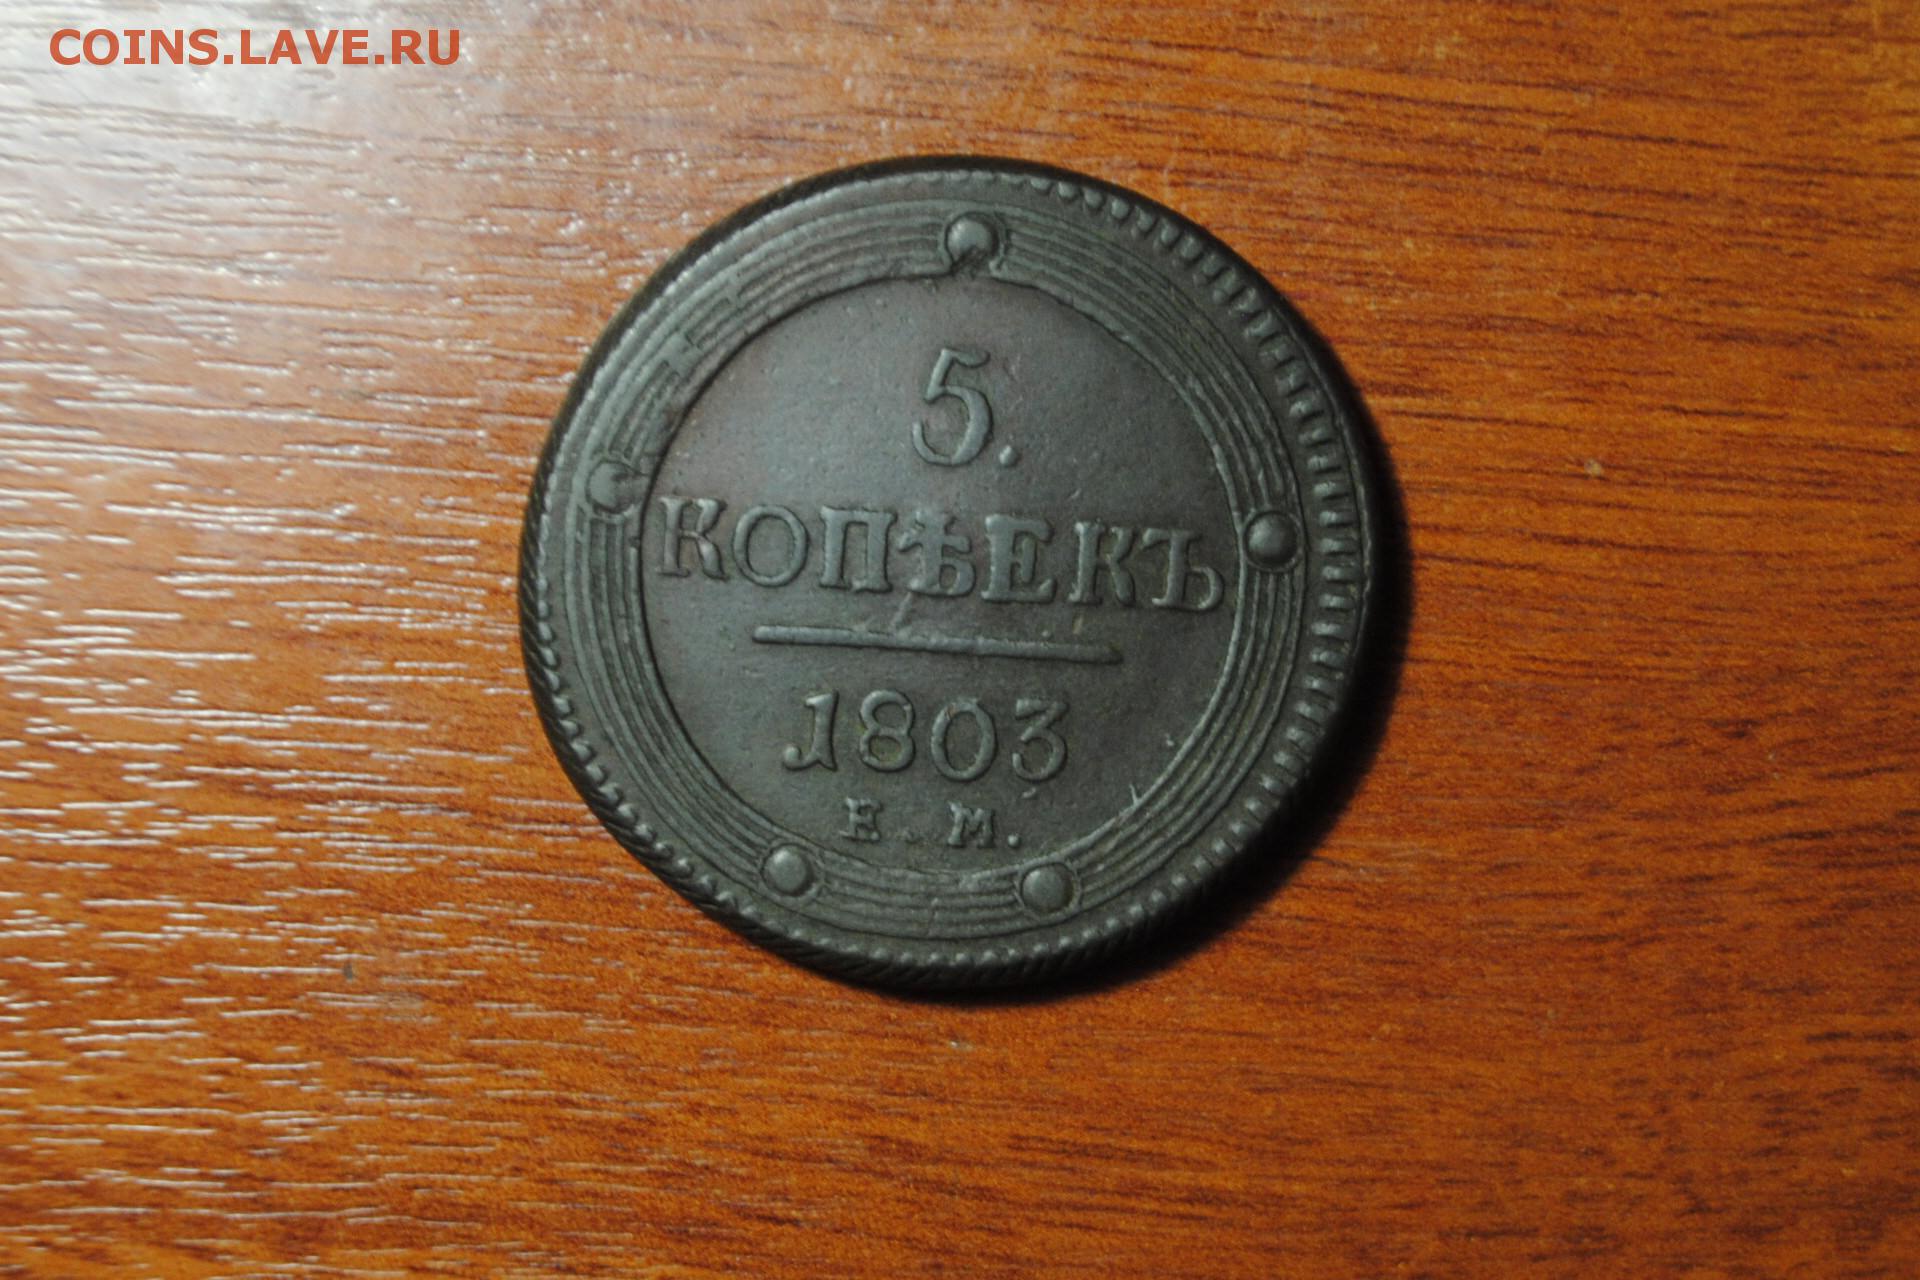 COINS.LAVE.RU
5.
КОПѢЕКЪ
1803
Е. М.